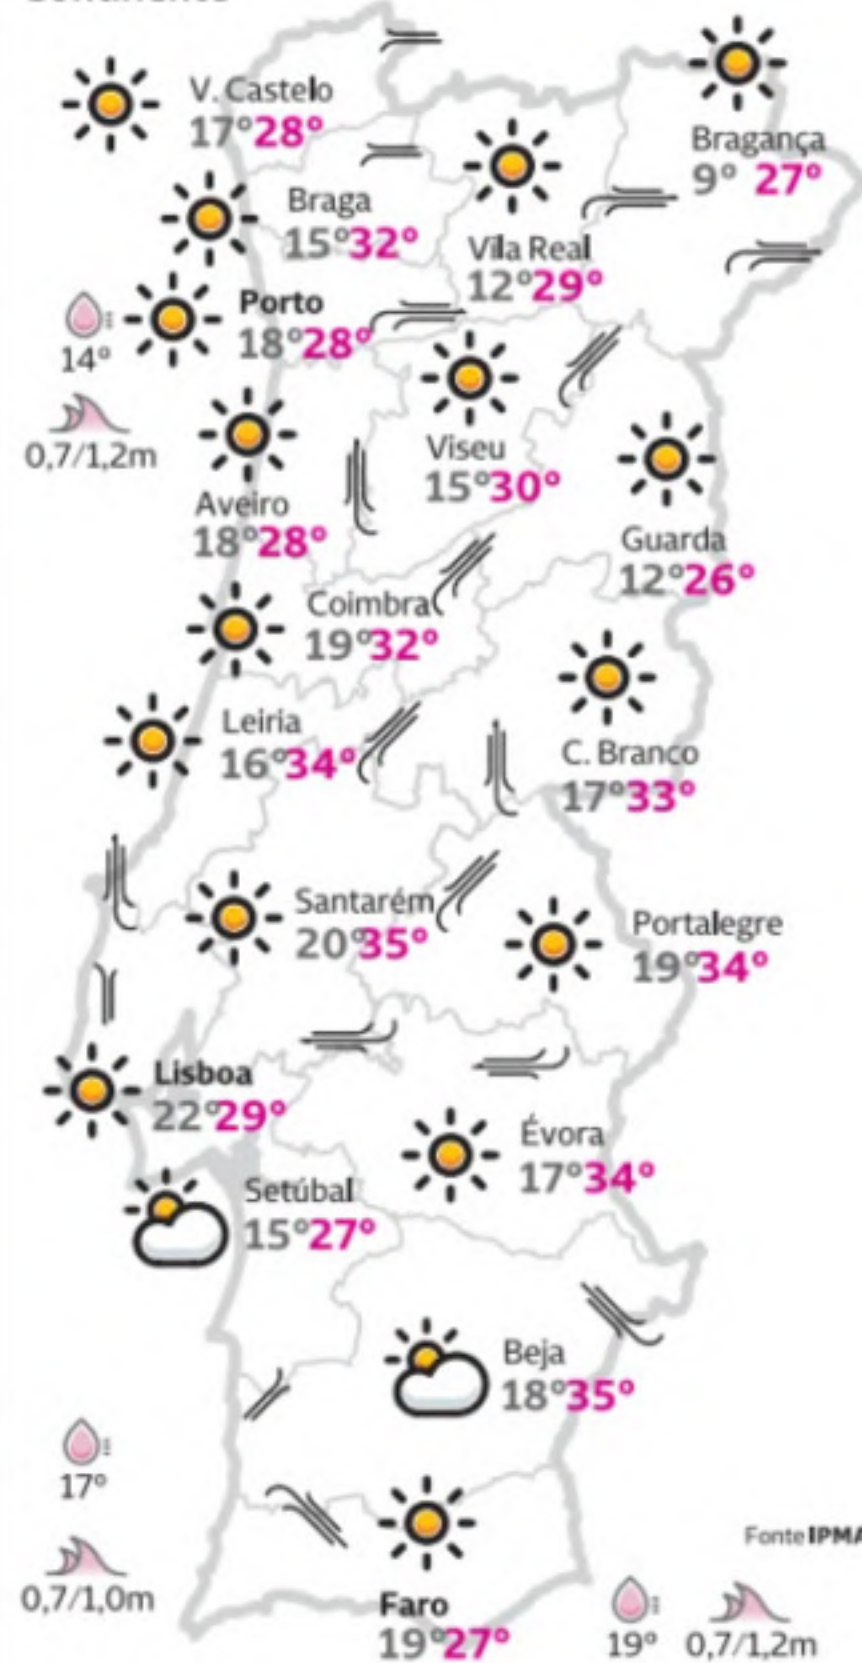 V. Castelo
17° 28°
Bragança
9° 27°
Braga
15° 32°
Vila Real
12° 29°
Porto
18° 28°
14°
0,7/1,2m
Viseu
15° 30°
Aveiro
18° 28°
Guarda
12° 26°
Coimbra
19° 32°
Leiria
16° 34°
C. Branco
17° 33°
Santarém
20° 35°
Portalegre
19° 34°
Lisboa
22° 29°
Évora
17° 34°
Setúbal
15° 27°
Beja
18° 35°
17°
0,7/1,0m
Fonte IPMA
Faro
19° 27°
19°
0,7/1,2m